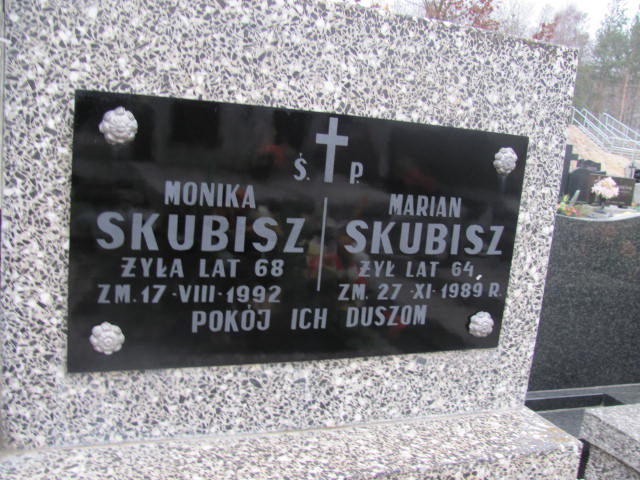 Ś. P.
MONIKA
SKUBISZ
ŻYŁA LAT 68
ZM. 17-VIII-1992
MARIAN
SKUBISZ
ŻYŁ LAT 64
ZM. 27-XI-1989 R.
POKÓJ ICH DUSZOM